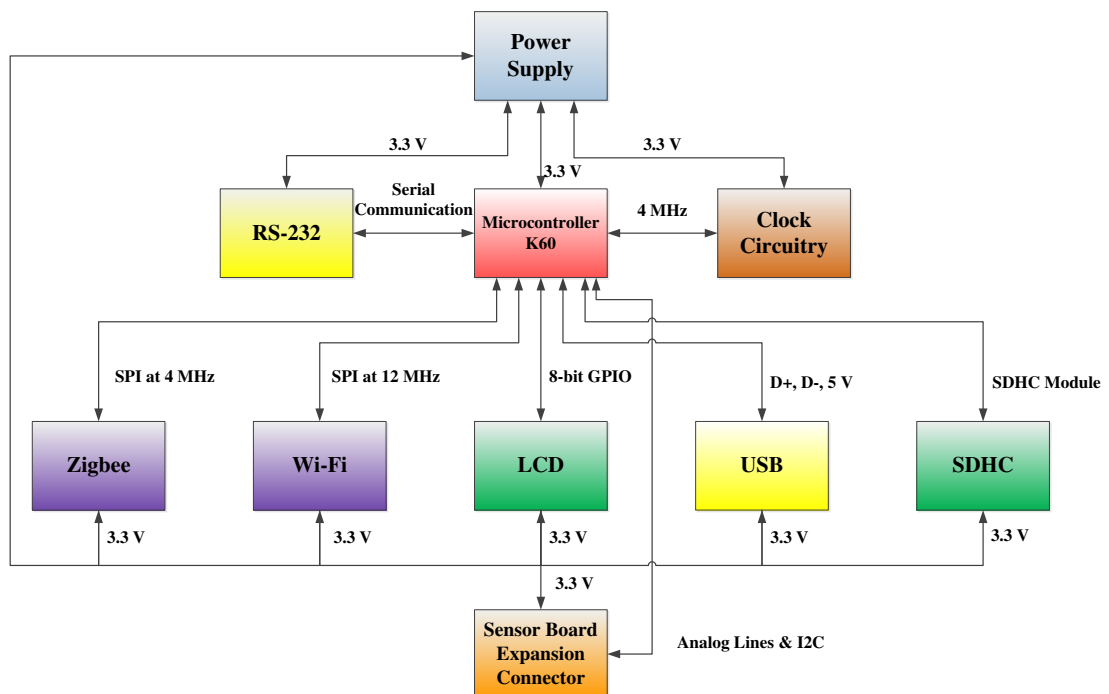 Power
Supply
3.3 V
3.3 V
3.3 V
Serial
Communication
RS-232
Microcontroller
K60
4 MHz
Clock
Circuitry
SPI at 4 MHz
SPI at 12 MHz
8-bit GPIO
D+, D-, 5 V
SDHC Module
Zigbee
Wi-Fi
LCD
USB
SDHC
3.3 V
3.3 V
3.3 V
3.3 V
3.3 V
3.3 V
Sensor Board
Expansion
Connector
Analog Lines & I2C